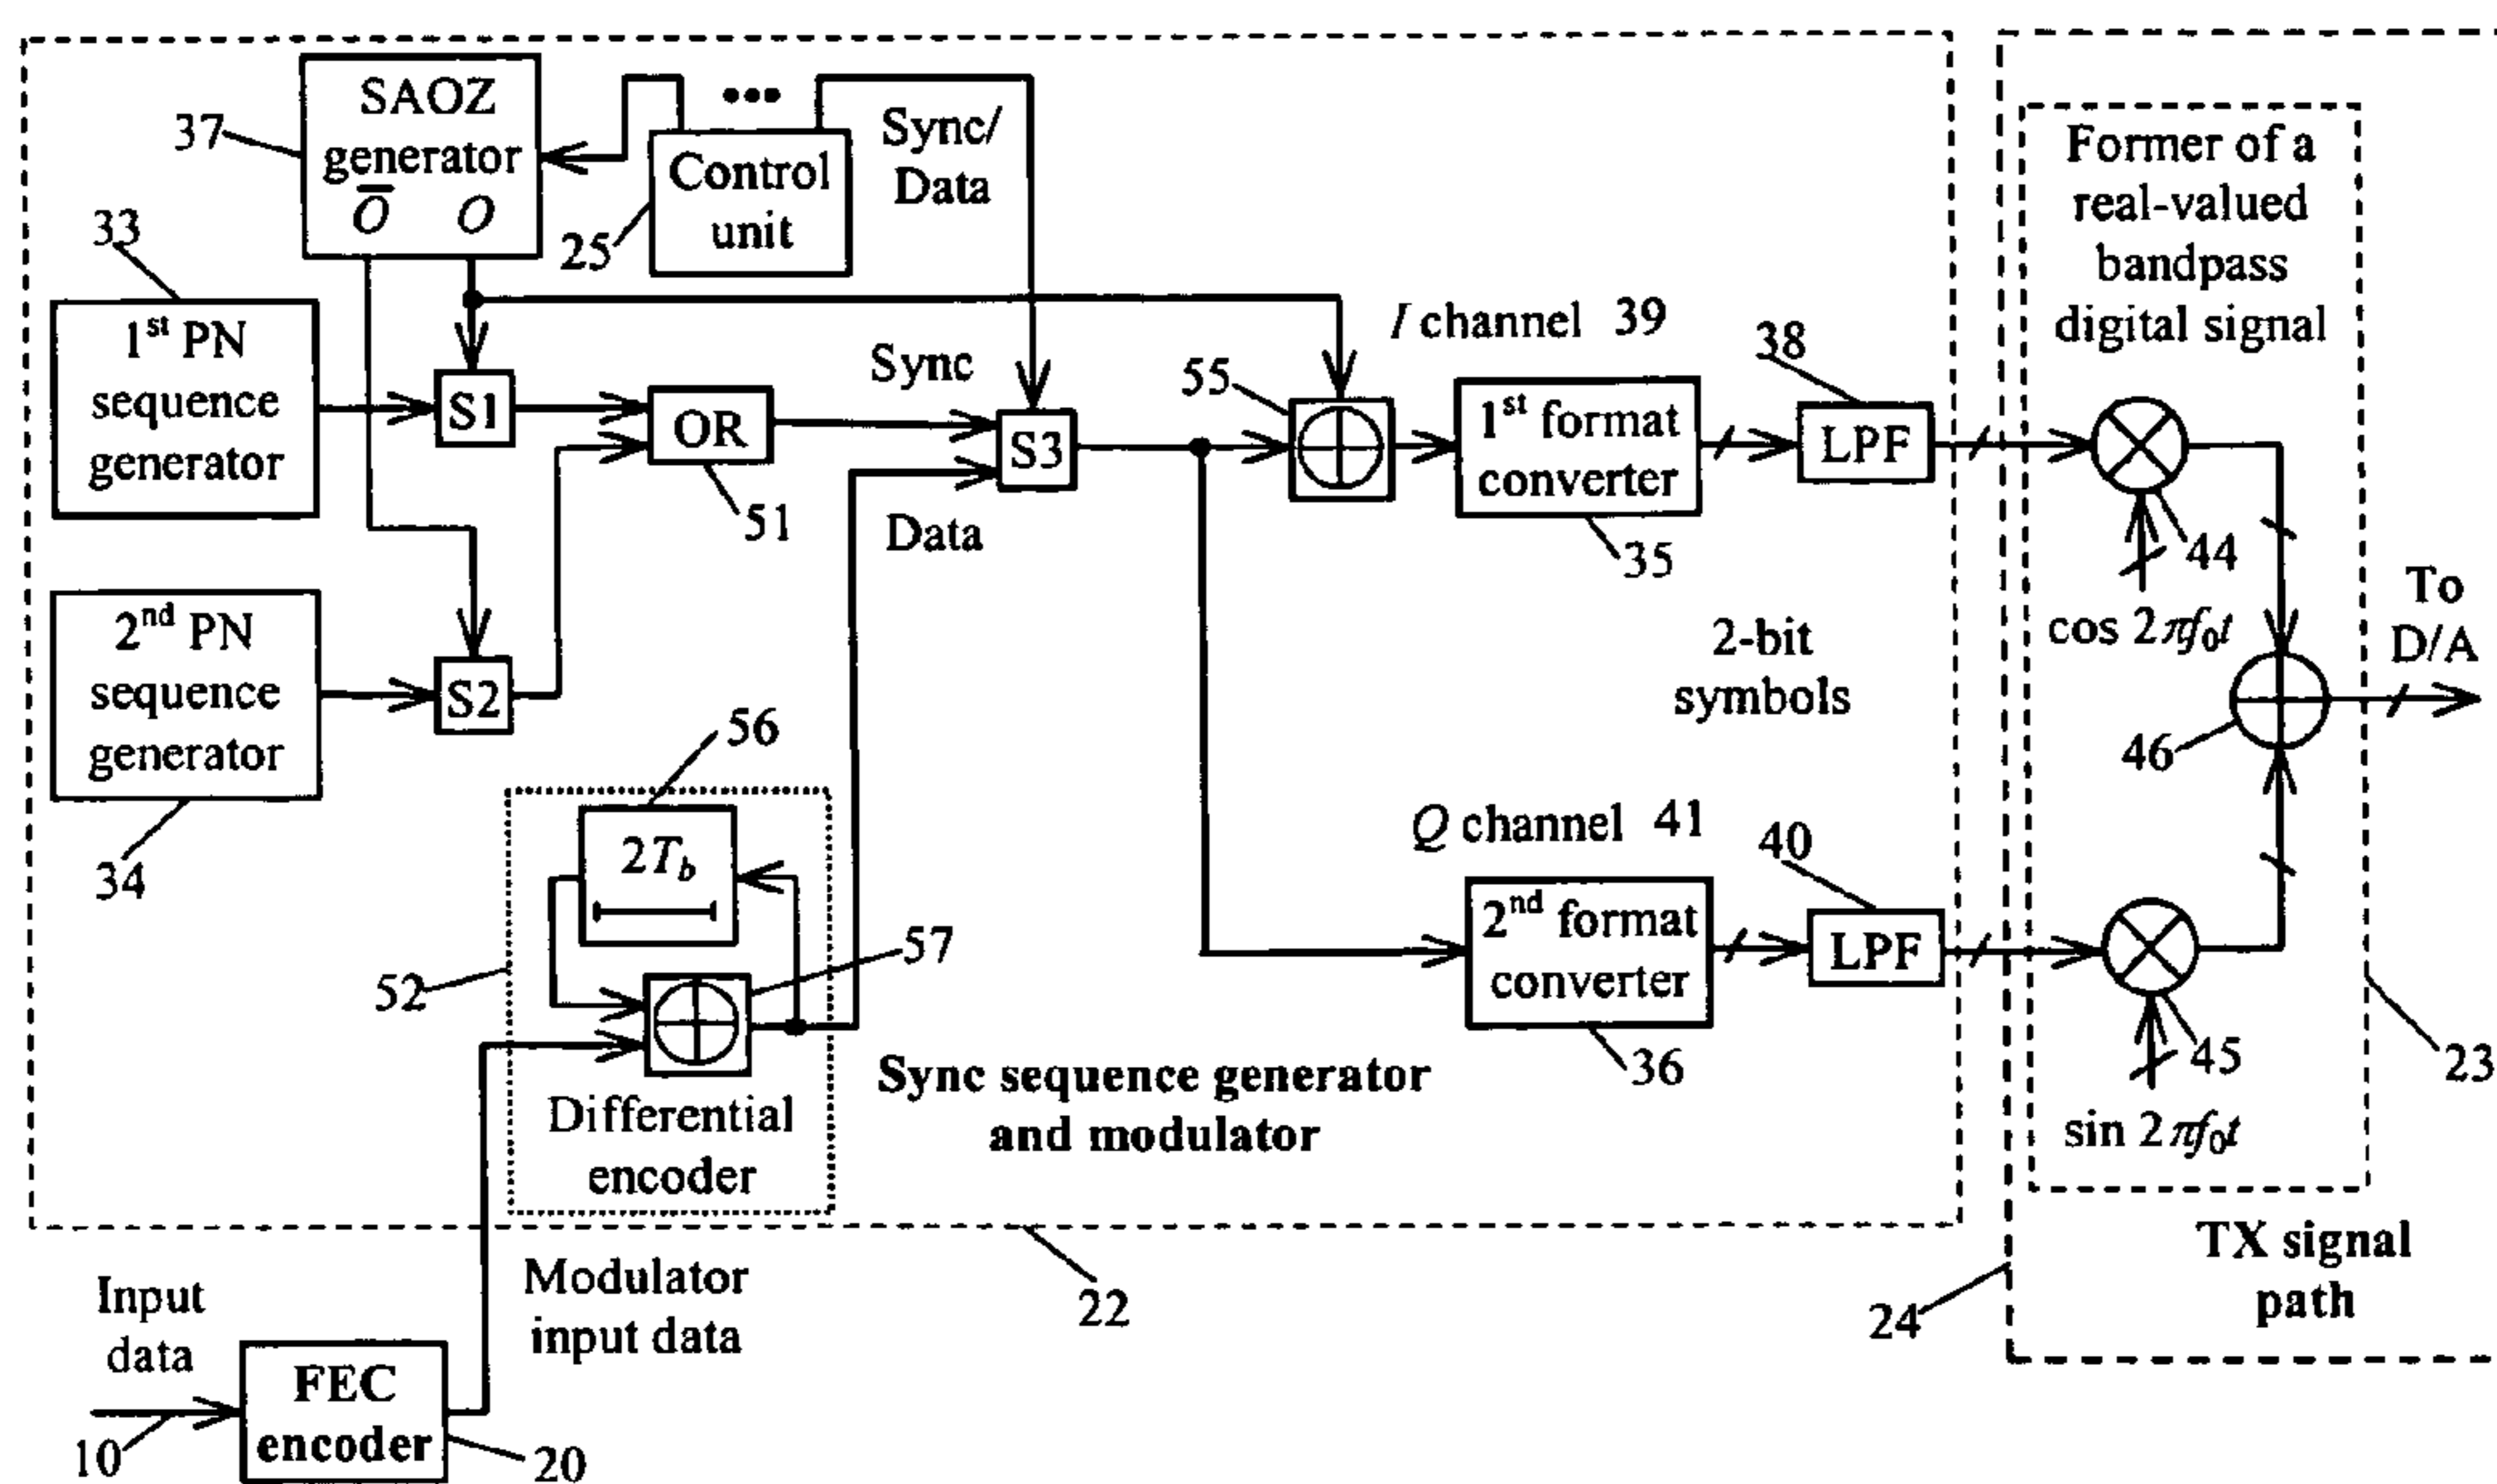 SAOZ
generator
O̅ O
37
•••
Control
unit
25
Sync/
Data
33
1st PN
sequence
generator
S1
OR
51
Sync
S3
Data
55
I channel 39
1st format
converter
35
38
LPF
Former of a
real-valued
bandpass
digital signal
44
cos 2πf₀t
To
D/A
46
2nd PN
sequence
generator
34
S2
56
2Tb
57
52
Differential
encoder
2-bit
symbols
Q channel 41
2nd format
converter
36
40
LPF
45
sin 2πf₀t
23
Sync sequence generator
and modulator
22
TX signal
path
24
Modulator
input data
Input
data
10
FEC
encoder
20